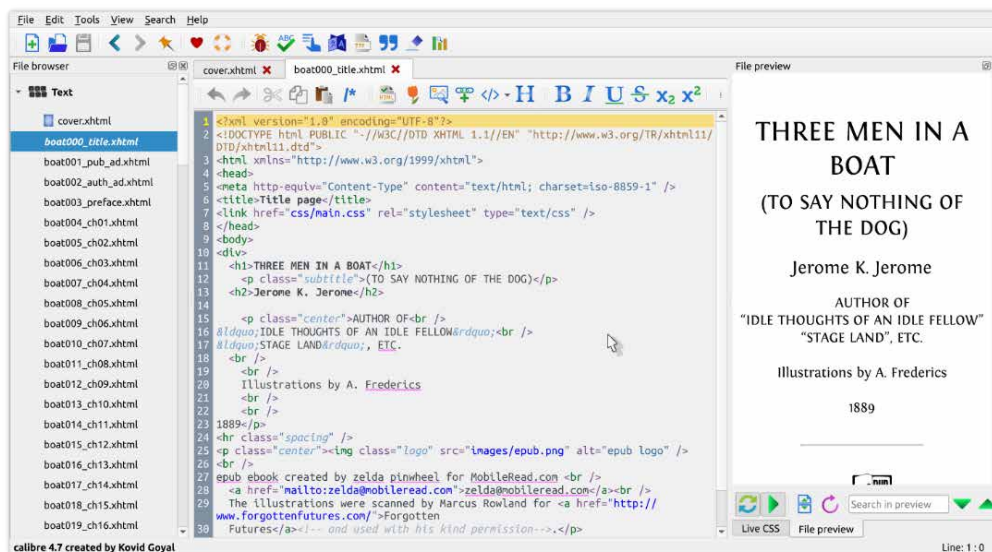 File Edit Tools View Search Help
File browser
Text
cover.xhtml
boat000_title.xhtml
boat001_pub_ad.xhtml
boat002_auth_ad.xhtml
boat003_preface.xhtml
boat004_ch01.xhtml
boat005_ch02.xhtml
boat006_ch03.xhtml
boat007_ch04.xhtml
boat008_ch05.xhtml
boat009_ch06.xhtml
boat010_ch07.xhtml
boat011_ch08.xhtml
boat012_ch09.xhtml
boat013_ch10.xhtml
boat014_ch11.xhtml
boat015_ch12.xhtml
boat016_ch13.xhtml
boat017_ch14.xhtml
boat018_ch15.xhtml
boat019_ch16.xhtml
cover.xhtml boat000_title.xhtml
H B I U S X₂ X²
1 <?xml version="1.0" encoding="UTF-8"?>
2 <!DOCTYPE html PUBLIC "-//W3C//DTD XHTML 1.1//EN" "http://www.w3.org/TR/xhtml11/
DTD/xhtml11.dtd">
3 <html xmlns="http://www.w3.org/1999/xhtml">
4 <head>
5 <meta http-equiv="Content-Type" content="text/html; charset=iso-8859-1" />
6 <title>Title page</title>
7 <link href="css/main.css" rel="stylesheet" type="text/css" />
8 </head>
9 <body>
10 <div>
11 <h1>THREE MEN IN A BOAT</h1>
12 <p class="subtitle">(TO SAY NOTHING OF THE DOG)</p>
13 <h2>Jerome K. Jerome</h2>
14
15 <p class="center">AUTHOR OF<br />
16 &ldquo;IDLE THOUGHTS OF AN IDLE FELLOW&rdquo;<br />
17 &ldquo;STAGE LAND&rdquo;, ETC.
18 <br />
19 <br />
20 Illustrations by A. Frederics
21 <br />
22 <br />
23 1889</p>
24 <hr class="spacing" />
25 <p class="center"><img class="logo" src="images/epub.png" alt="epub logo" />
26 <br />
27 epub ebook created by zelda pinwheel for MobileRead.com <br />
28 <a href="mailto:zelda@mobileread.com">zelda@mobileread.com</a><br />
29 The illustrations were scanned by Marcus Rowland for <a href="http://
www.forgottenfutures.com/">Forgotten
30 Futures</a><!-- and used with his kind permission-->.</p>
File preview
THREE MEN IN A
BOAT
(TO SAY NOTHING OF
THE DOG)
Jerome K. Jerome
AUTHOR OF
“IDLE THOUGHTS OF AN IDLE FELLOW”
“STAGE LAND”, ETC.
Illustrations by A. Frederics
1889
Search in preview
Live CSS File preview
calibre 4.7 created by Kovid Goyal
Line: 1 : 0